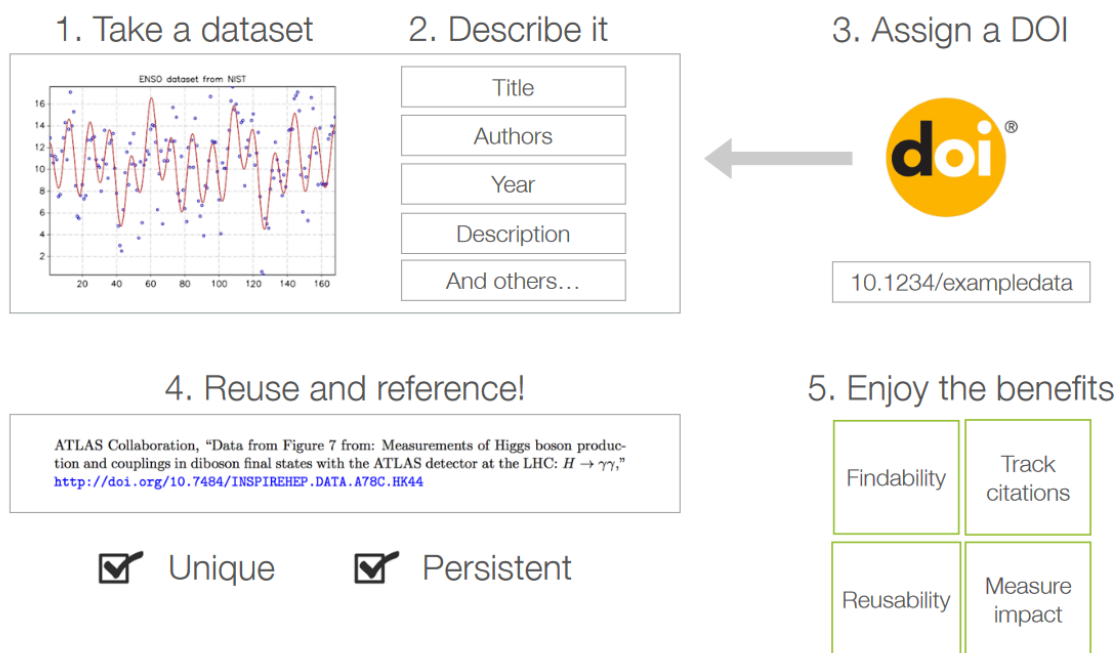 1. Take a dataset
2. Describe it
3. Assign a DOI
ENSO dataset from NIST
16
14
12
10
8
6
4
2
20 40 60 80 100 120 140 160
Title
Authors
Year
Description
And others…
doi®
10.1234/exampledata
4. Reuse and reference!
ATLAS Collaboration, “Data from Figure 7 from: Measurements of Higgs boson produc-
tion and couplings in diboson final states with the ATLAS detector at the LHC: H → γγ,”
http://doi.org/10.7484/INSPIREHEP.DATA.A78C.HK44
Unique
Persistent
5. Enjoy the benefits
Findability
Track
citations
Reusability
Measure
impact